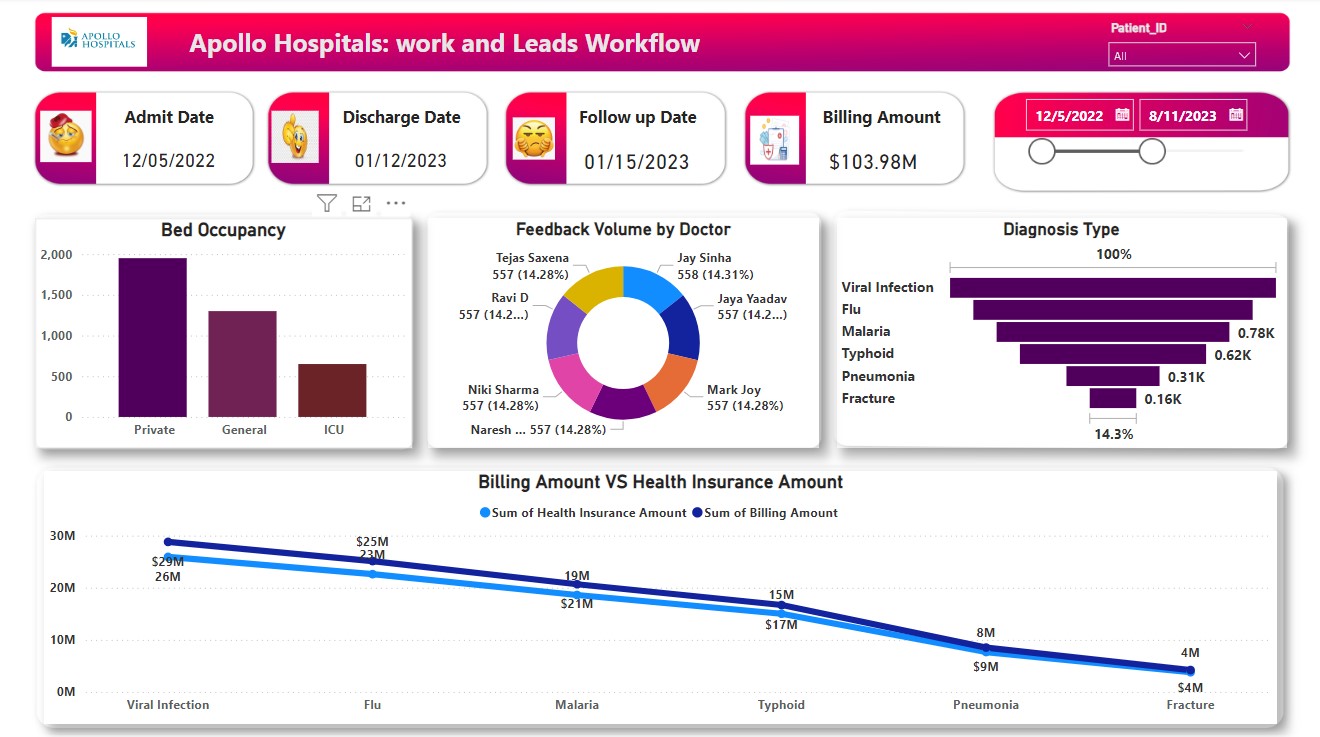 APOLLO
HOSPITALS
Apollo Hospitals: work and Leads Workflow
Patient_ID
All
Admit Date
12/05/2022
Discharge Date
01/12/2023
Follow up Date
01/15/2023
Billing Amount
$103.98M
12/5/2022
8/11/2023
Bed Occupancy
2,000
1,500
1,000
500
0
Private
General
ICU
Feedback Volume by Doctor
Tejas Saxena
557 (14.28%)
Jay Sinha
558 (14.31%)
Ravi D
557 (14.2...)
Jaya Yaadav
557 (14.2...)
Niki Sharma
557 (14.28%)
Mark Joy
557 (14.28%)
Naresh ... 557 (14.28%)
Diagnosis Type
100%
Viral Infection
Flu
Malaria 0.78K
Typhoid 0.62K
Pneumonia 0.31K
Fracture 0.16K
14.3%
Billing Amount VS Health Insurance Amount
Sum of Health Insurance Amount Sum of Billing Amount
30M
20M
10M
0M
$29M
26M
$25M
23M
19M
$21M
15M
$17M
8M
$9M
4M
$4M
Viral Infection
Flu
Malaria
Typhoid
Pneumonia
Fracture